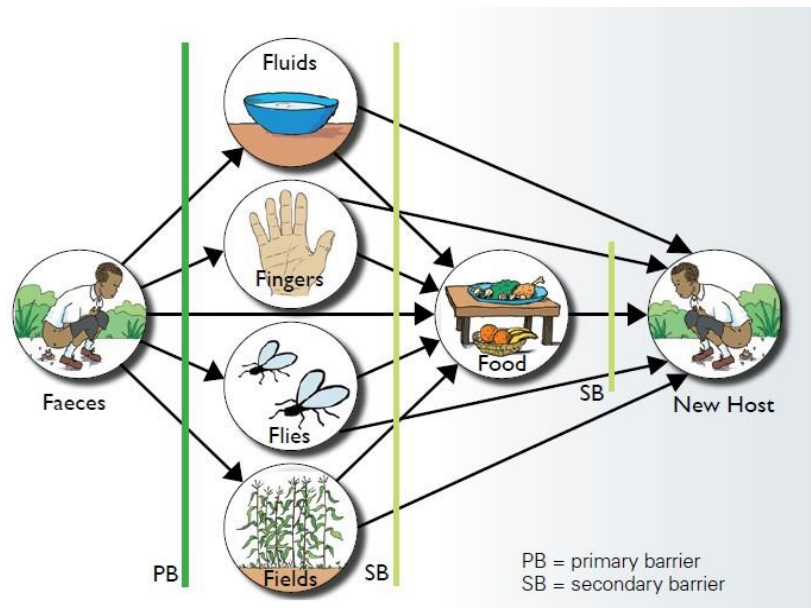 Fluids
Fingers
Faeces
Food
Flies
SB
New Host
PB
Fields
SB
PB = primary barrier
SB = secondary barrier